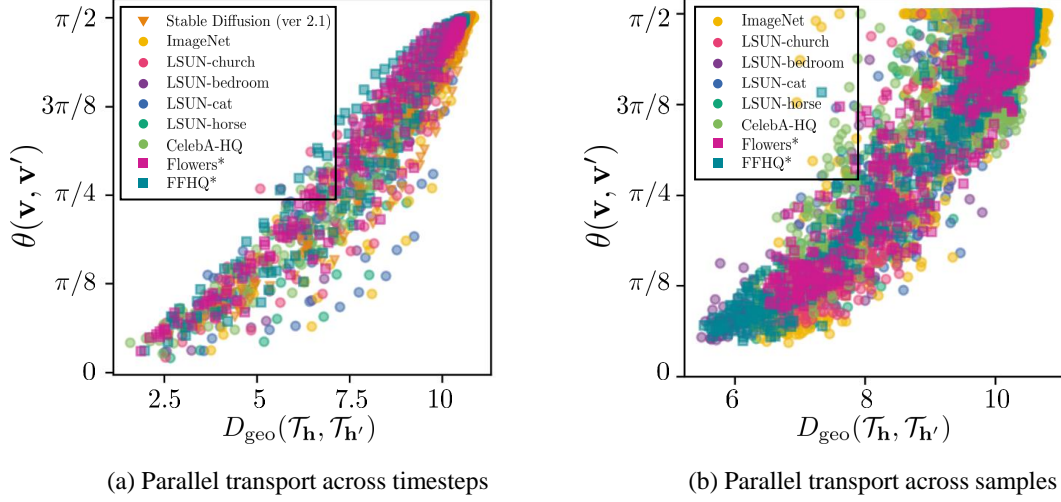 π/2
3π/8
π/4
π/8
0
θ(v, v′)
Stable Diffusion (ver 2.1)
ImageNet
LSUN-church
LSUN-bedroom
LSUN-cat
LSUN-horse
CelebA-HQ
Flowers*
FFHQ*
2.5
5
7.5
10
D_geo(𝒯_h, 𝒯_h′)
(a) Parallel transport across timesteps
π/2
3π/8
π/4
π/8
0
θ(v, v′)
ImageNet
LSUN-church
LSUN-bedroom
LSUN-cat
LSUN-horse
CelebA-HQ
Flowers*
FFHQ*
6
8
10
D_geo(𝒯_h, 𝒯_h′)
(b) Parallel transport across samples